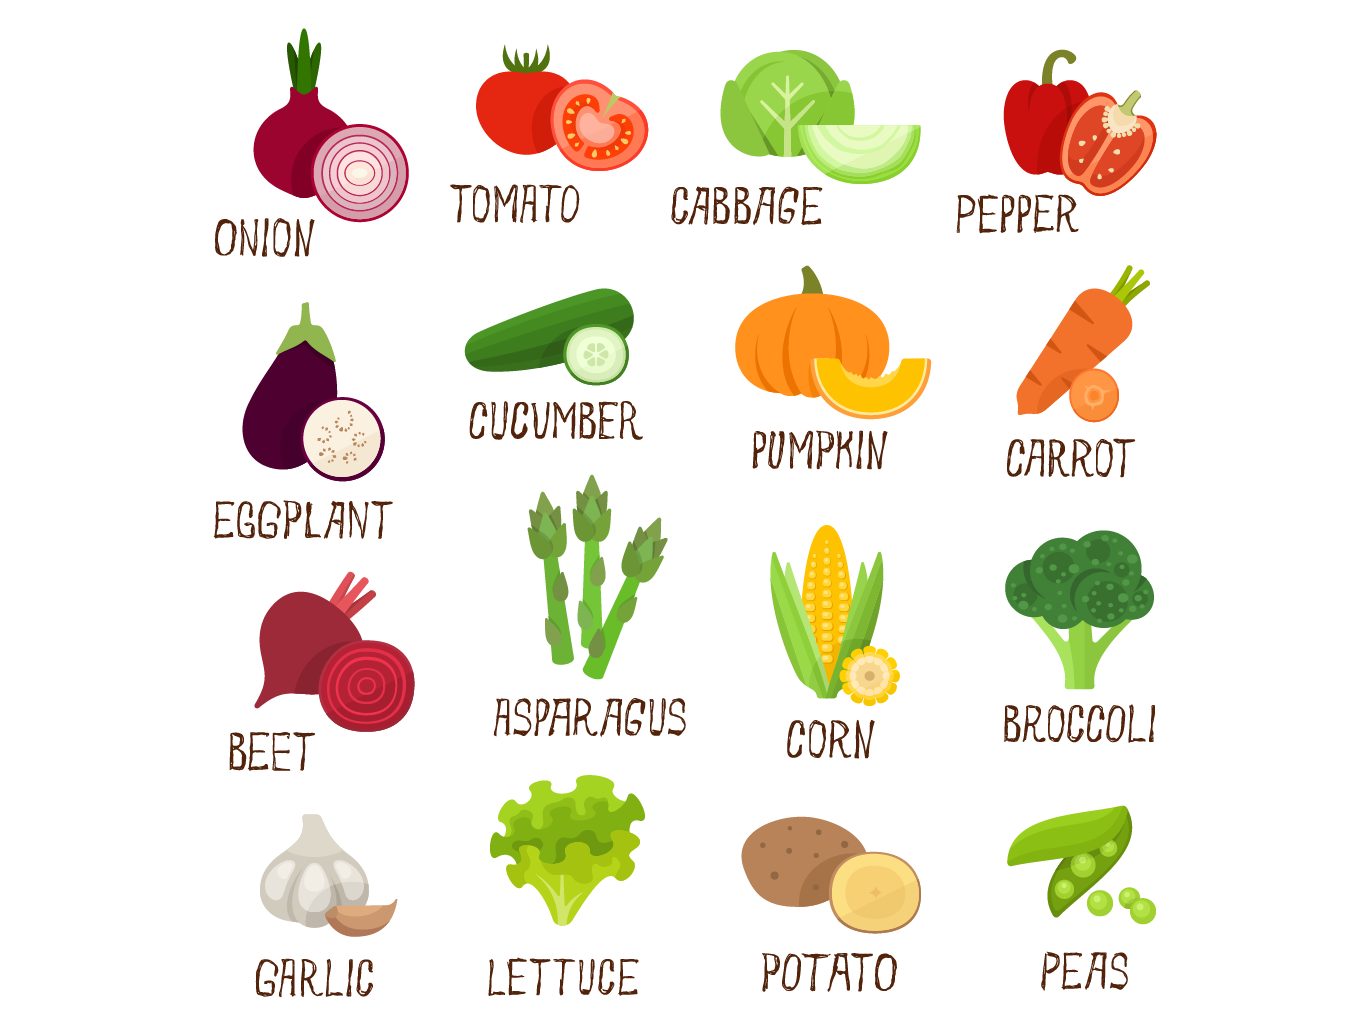 ONION
TOMATO
CABBAGE
PEPPER
EGGPLANT
CUCUMBER
PUMPKIN
CARROT
BEET
ASPARAGUS
CORN
BROCCOLI
GARLIC
LETTUCE
POTATO
PEAS